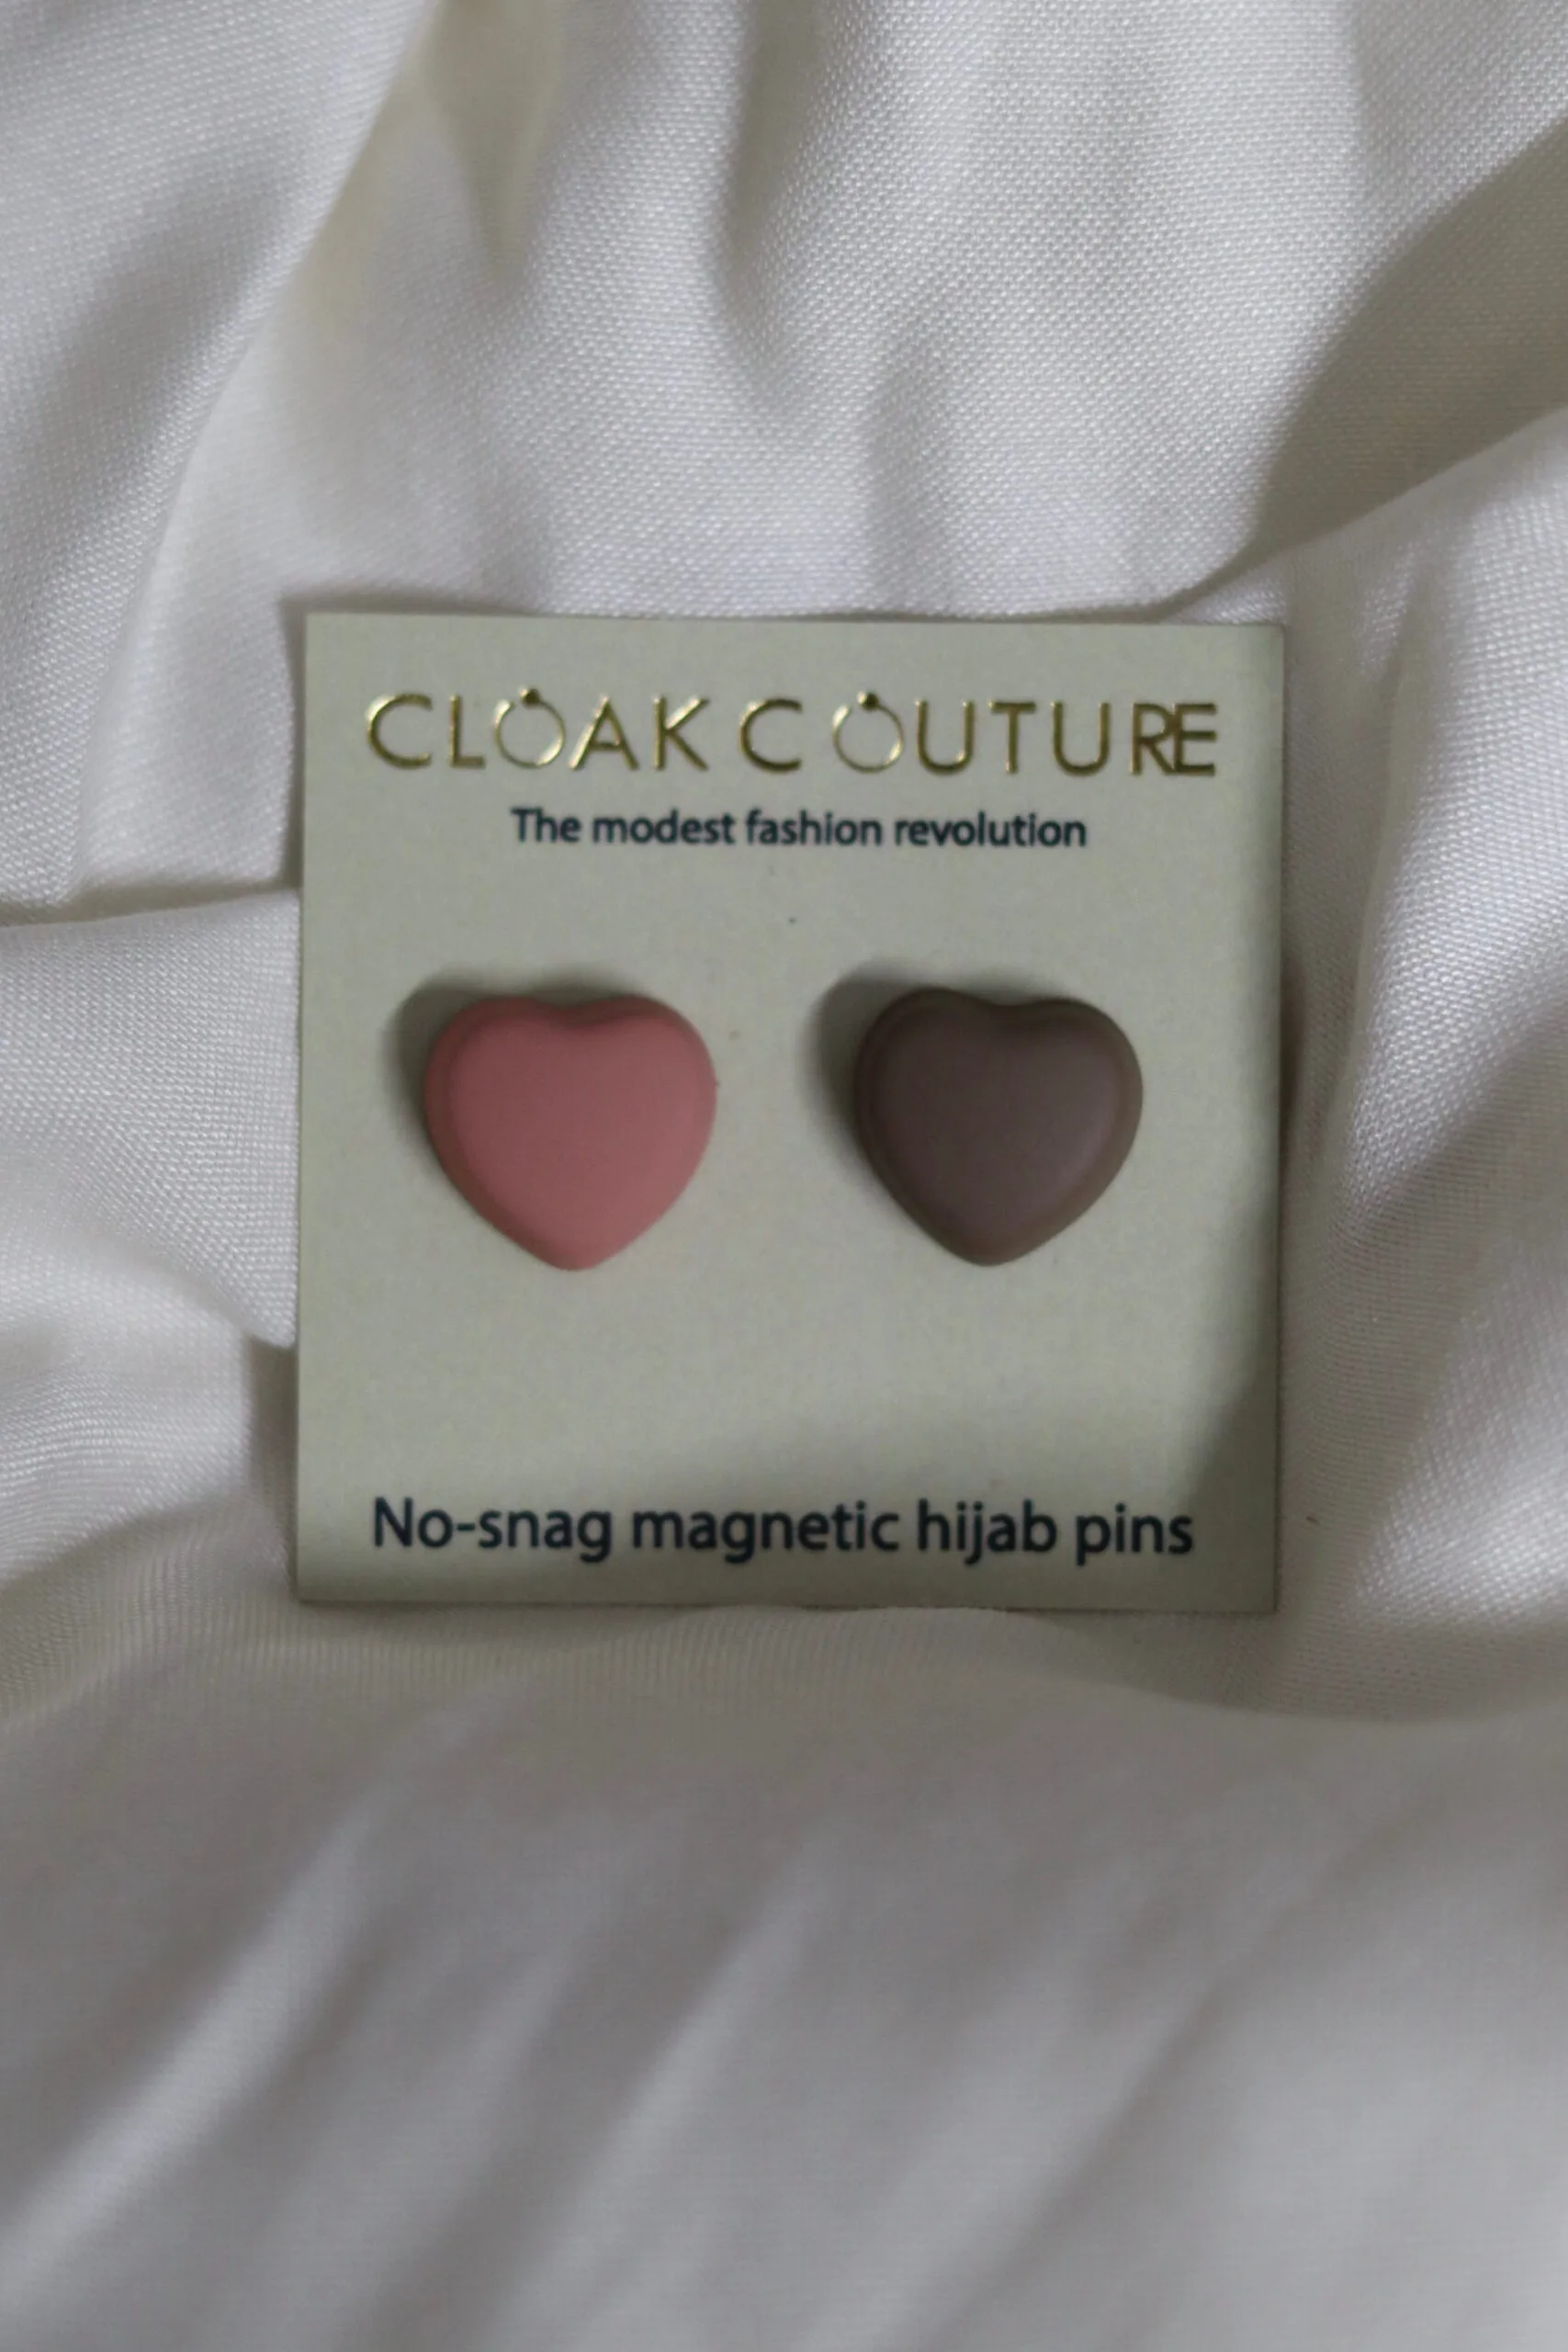 CLOAK COUTURE
The modest fashion revolution
No-snag magnetic hijab pins